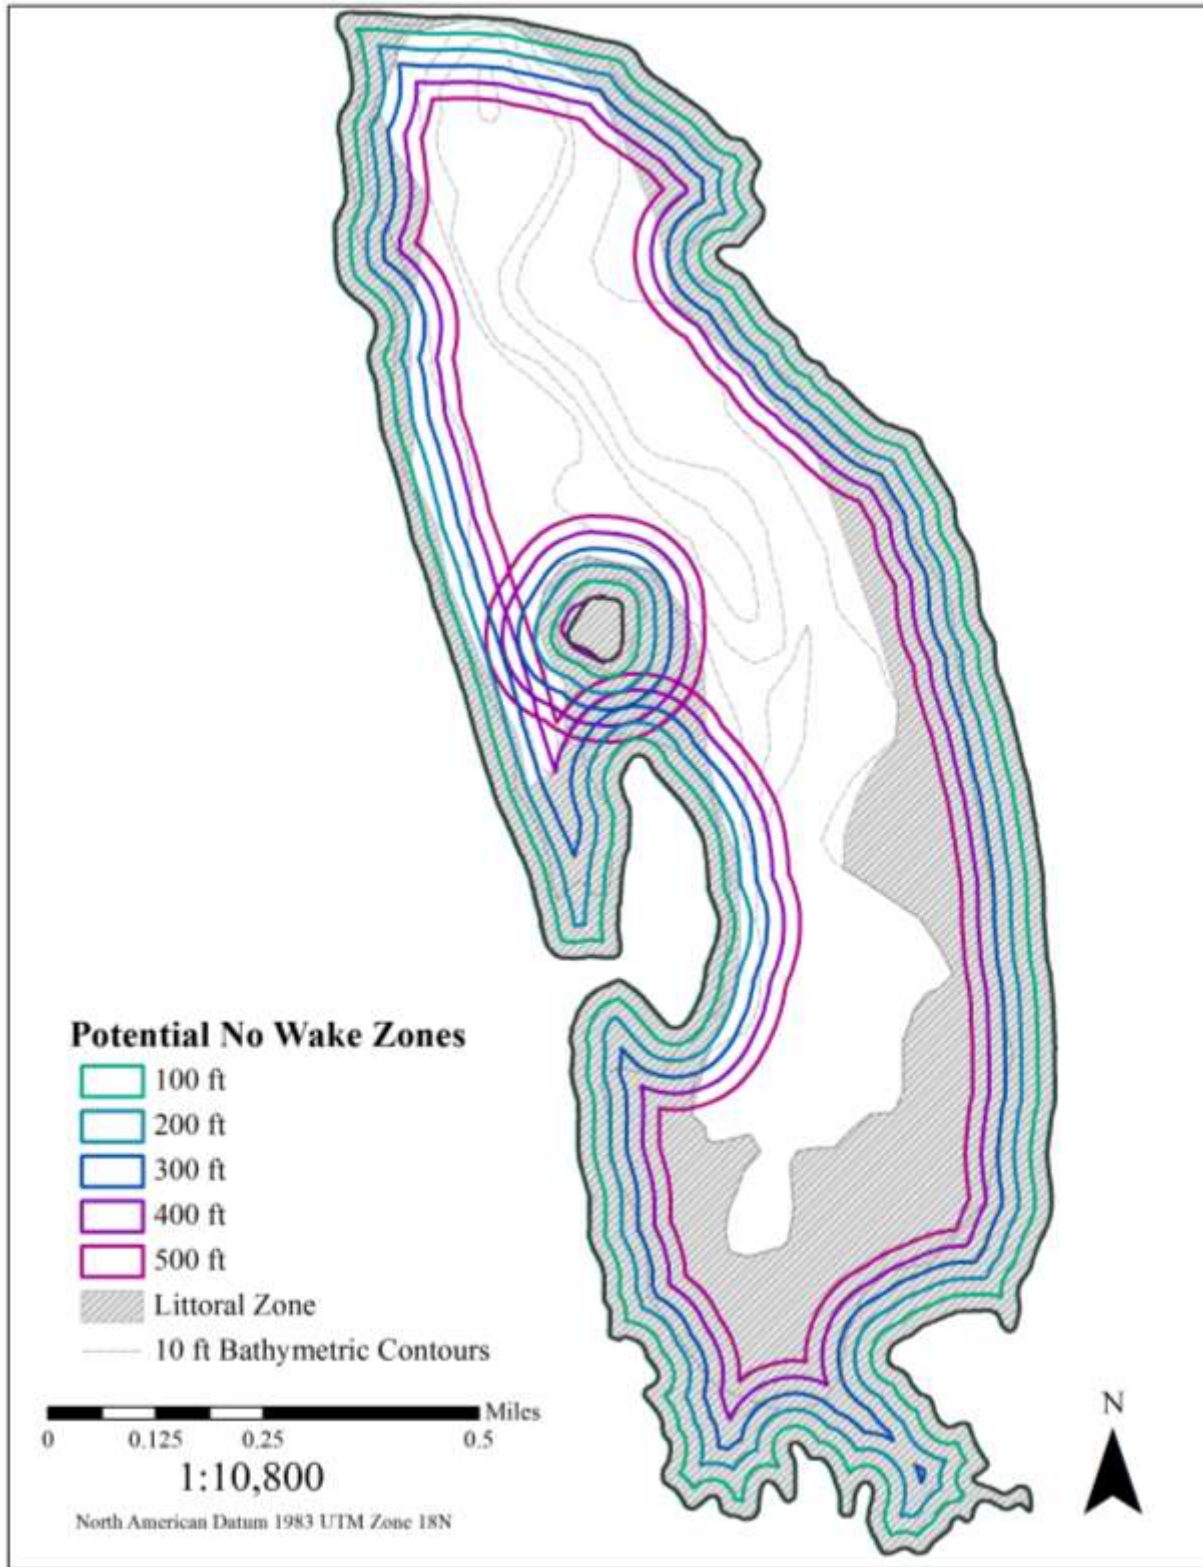 Potential No Wake Zones
100 ft
200 ft
300 ft
400 ft
500 ft
Littoral Zone
10 ft Bathymetric Contours
Miles
0 0.125 0.25 0.5
1:10,800
North American Datum 1983 UTM Zone 18N
N